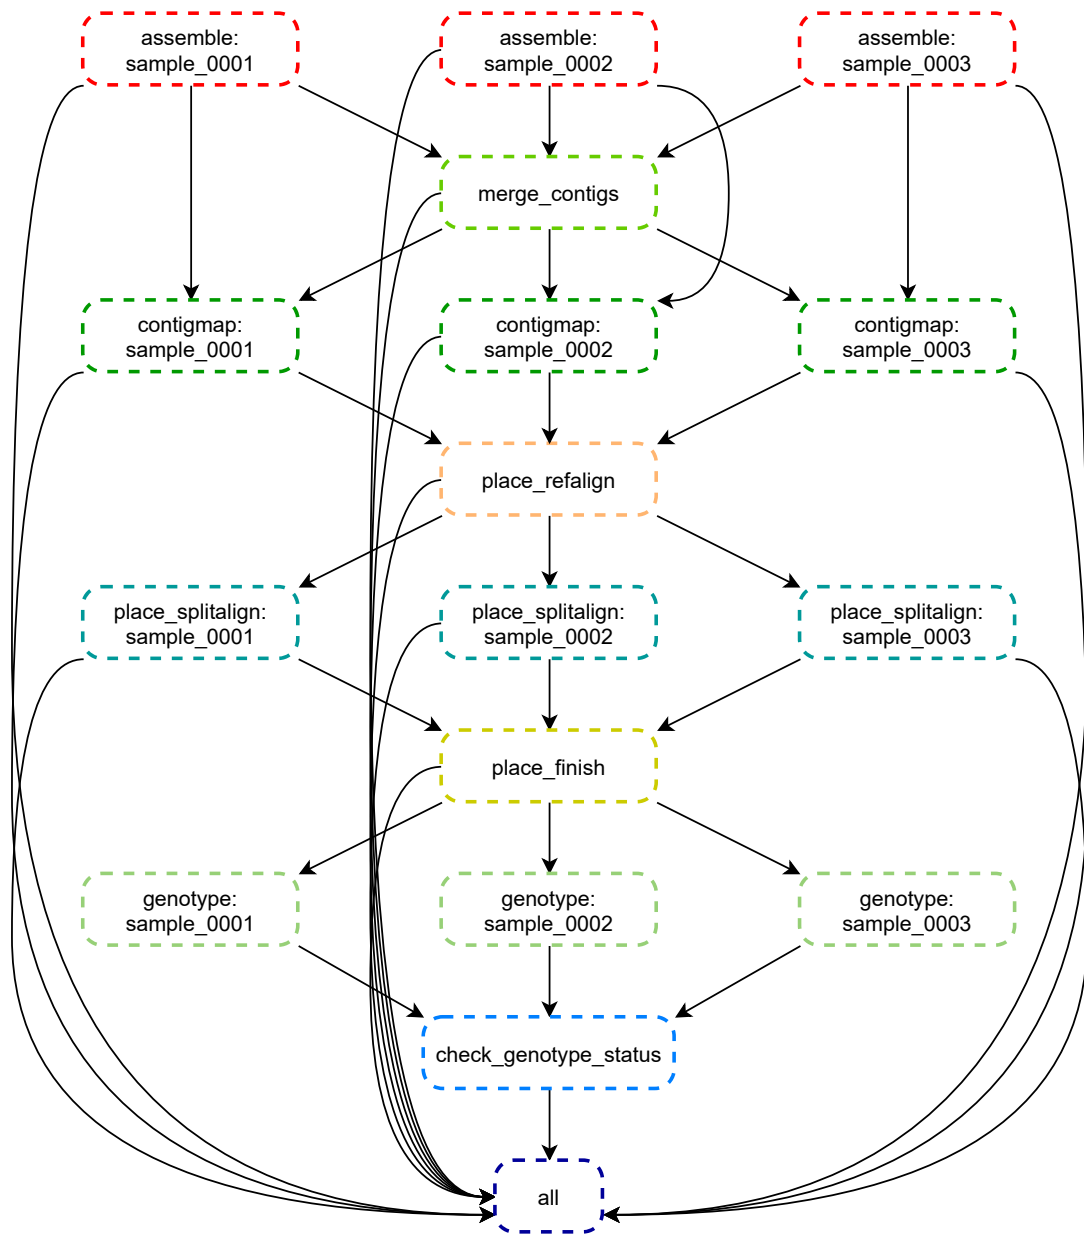 assemble:
sample_0001
assemble:
sample_0002
assemble:
sample_0003
merge_contigs
contigmap:
sample_0001
contigmap:
sample_0002
contigmap:
sample_0003
place_refalign
place_splitalign:
sample_0001
place_splitalign:
sample_0002
place_splitalign:
sample_0003
place_finish
genotype:
sample_0001
genotype:
sample_0002
genotype:
sample_0003
check_genotype_status
all